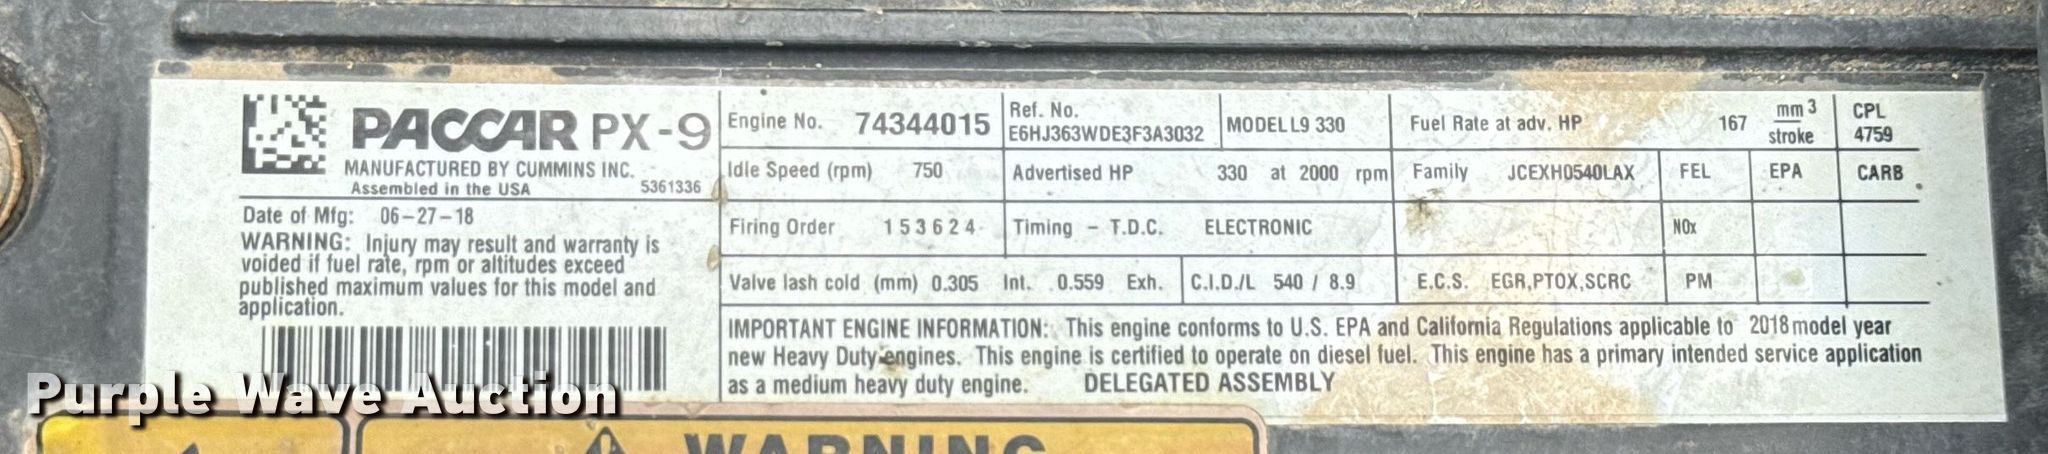 PACCAR PX-9
MANUFACTURED BY CUMMINS INC.
Assembled in the USA 5361336
Date of Mfg: 06-27-18
WARNING: Injury may result and warranty is
voided if fuel rate, rpm or altitudes exceed
published maximum values for this model and
application.
Engine No. 74344015
Ref. No.
E6HJ363WDE3F3A3032
MODEL L9 330
Fuel Rate at adv. HP 167 mm3
stroke
CPL
4759
Idle Speed (rpm) 750
Advertised HP 330 at 2000 rpm
Family JCEXH0540LAX
FEL EPA CARB
Firing Order 1 5 3 6 2 4
Timing - T.D.C. ELECTRONIC
NOx
Valve lash cold (mm) 0.305 Int. 0.559 Exh.
C.I.D./L 540 / 8.9
E.C.S. EGR,PTOX,SCRC
PM
IMPORTANT ENGINE INFORMATION: This engine conforms to U.S. EPA and California Regulations applicable to 2018 model year
new Heavy Duty engines. This engine is certified to operate on diesel fuel. This engine has a primary intended service application
as a medium heavy duty engine. DELEGATED ASSEMBLY
Purple Wave Auction
WARNING